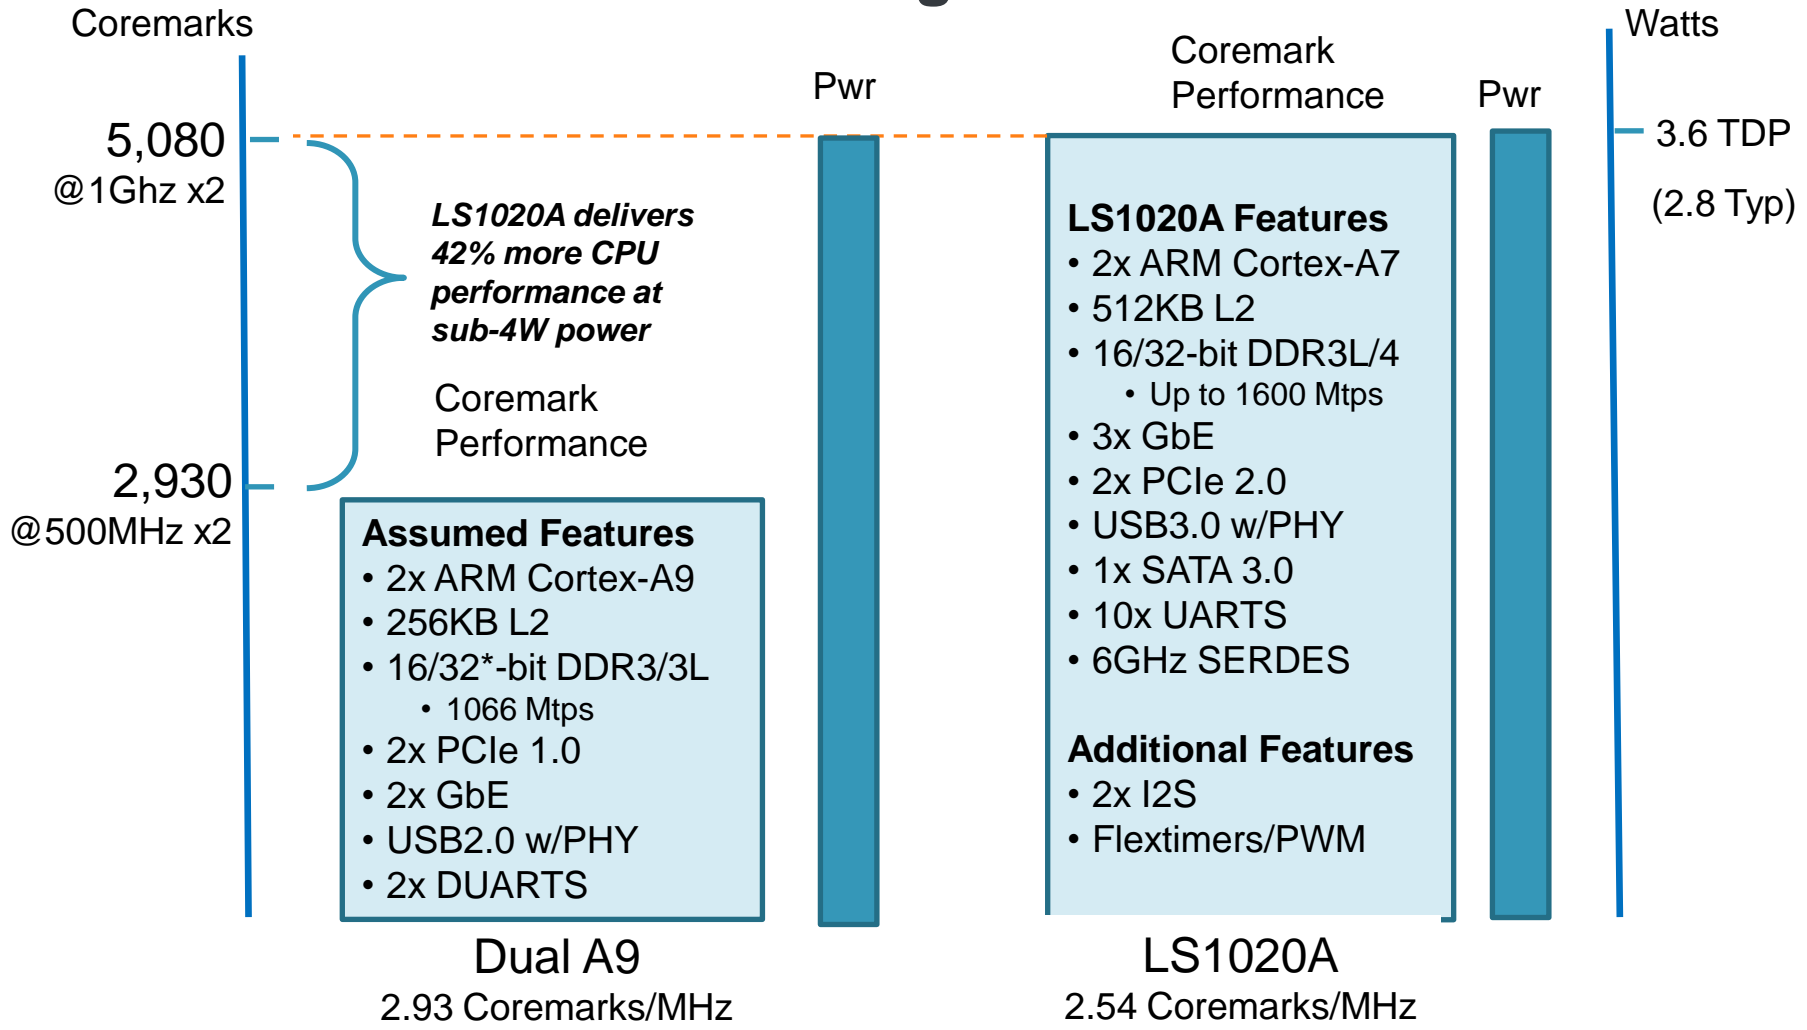 Coremarks
5,080
@1Ghz x2
2,930
@500MHz x2
LS1020A delivers
42% more CPU
performance at
sub-4W power
Coremark
Performance
Assumed Features
• 2x ARM Cortex-A9
• 256KB L2
• 16/32*-bit DDR3/3L
• 1066 Mtps
• 2x PCIe 1.0
• 2x GbE
• USB2.0 w/PHY
• 2x DUARTS
Dual A9
2.93 Coremarks/MHz
Pwr
Coremark
Performance
LS1020A Features
• 2x ARM Cortex-A7
• 512KB L2
• 16/32-bit DDR3L/4
• Up to 1600 Mtps
• 3x GbE
• 2x PCIe 2.0
• USB3.0 w/PHY
• 1x SATA 3.0
• 10x UARTS
• 6GHz SERDES
Additional Features
• 2x I2S
• Flextimers/PWM
LS1020A
2.54 Coremarks/MHz
Pwr
Watts
3.6 TDP
(2.8 Typ)